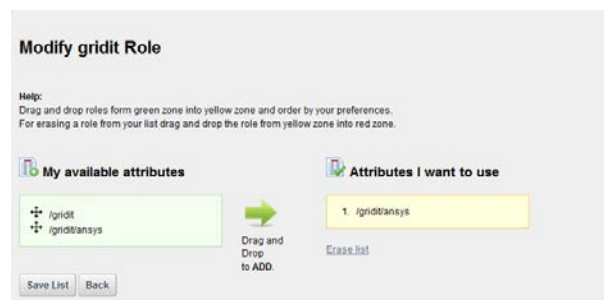 Modify gridit Role
Help:
Drag and drop roles form green zone into yellow zone and order by your preferences.
For erasing a role from your list drag and drop the role from yellow zone into red zone.
My available attributes
/gridit
/gridit/ansys
Drag and
Drop
to ADD.
Attributes I want to use
1. /gridit/ansys
Erase list
Save List
Back